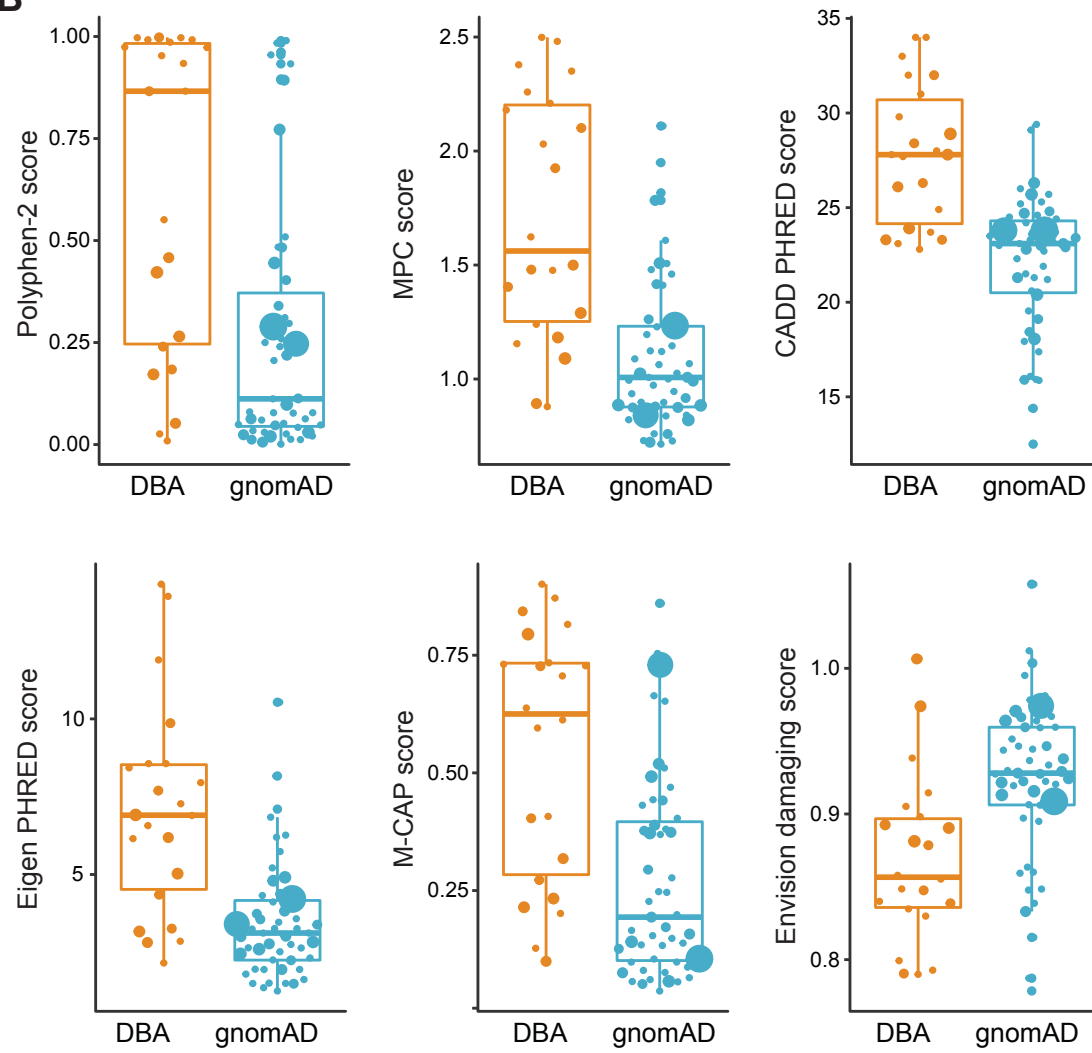 B
Polyphen-2 score
1.00
0.75
0.50
0.25
0.00
DBA gnomAD
MPC score
2.5
2.0
1.5
1.0
DBA gnomAD
CADD PHRED score
35
30
25
20
15
DBA gnomAD
Eigen PHRED score
10
5
DBA gnomAD
M-CAP score
0.75
0.50
0.25
DBA gnomAD
Envision damaging score
1.0
0.9
0.8
DBA gnomAD